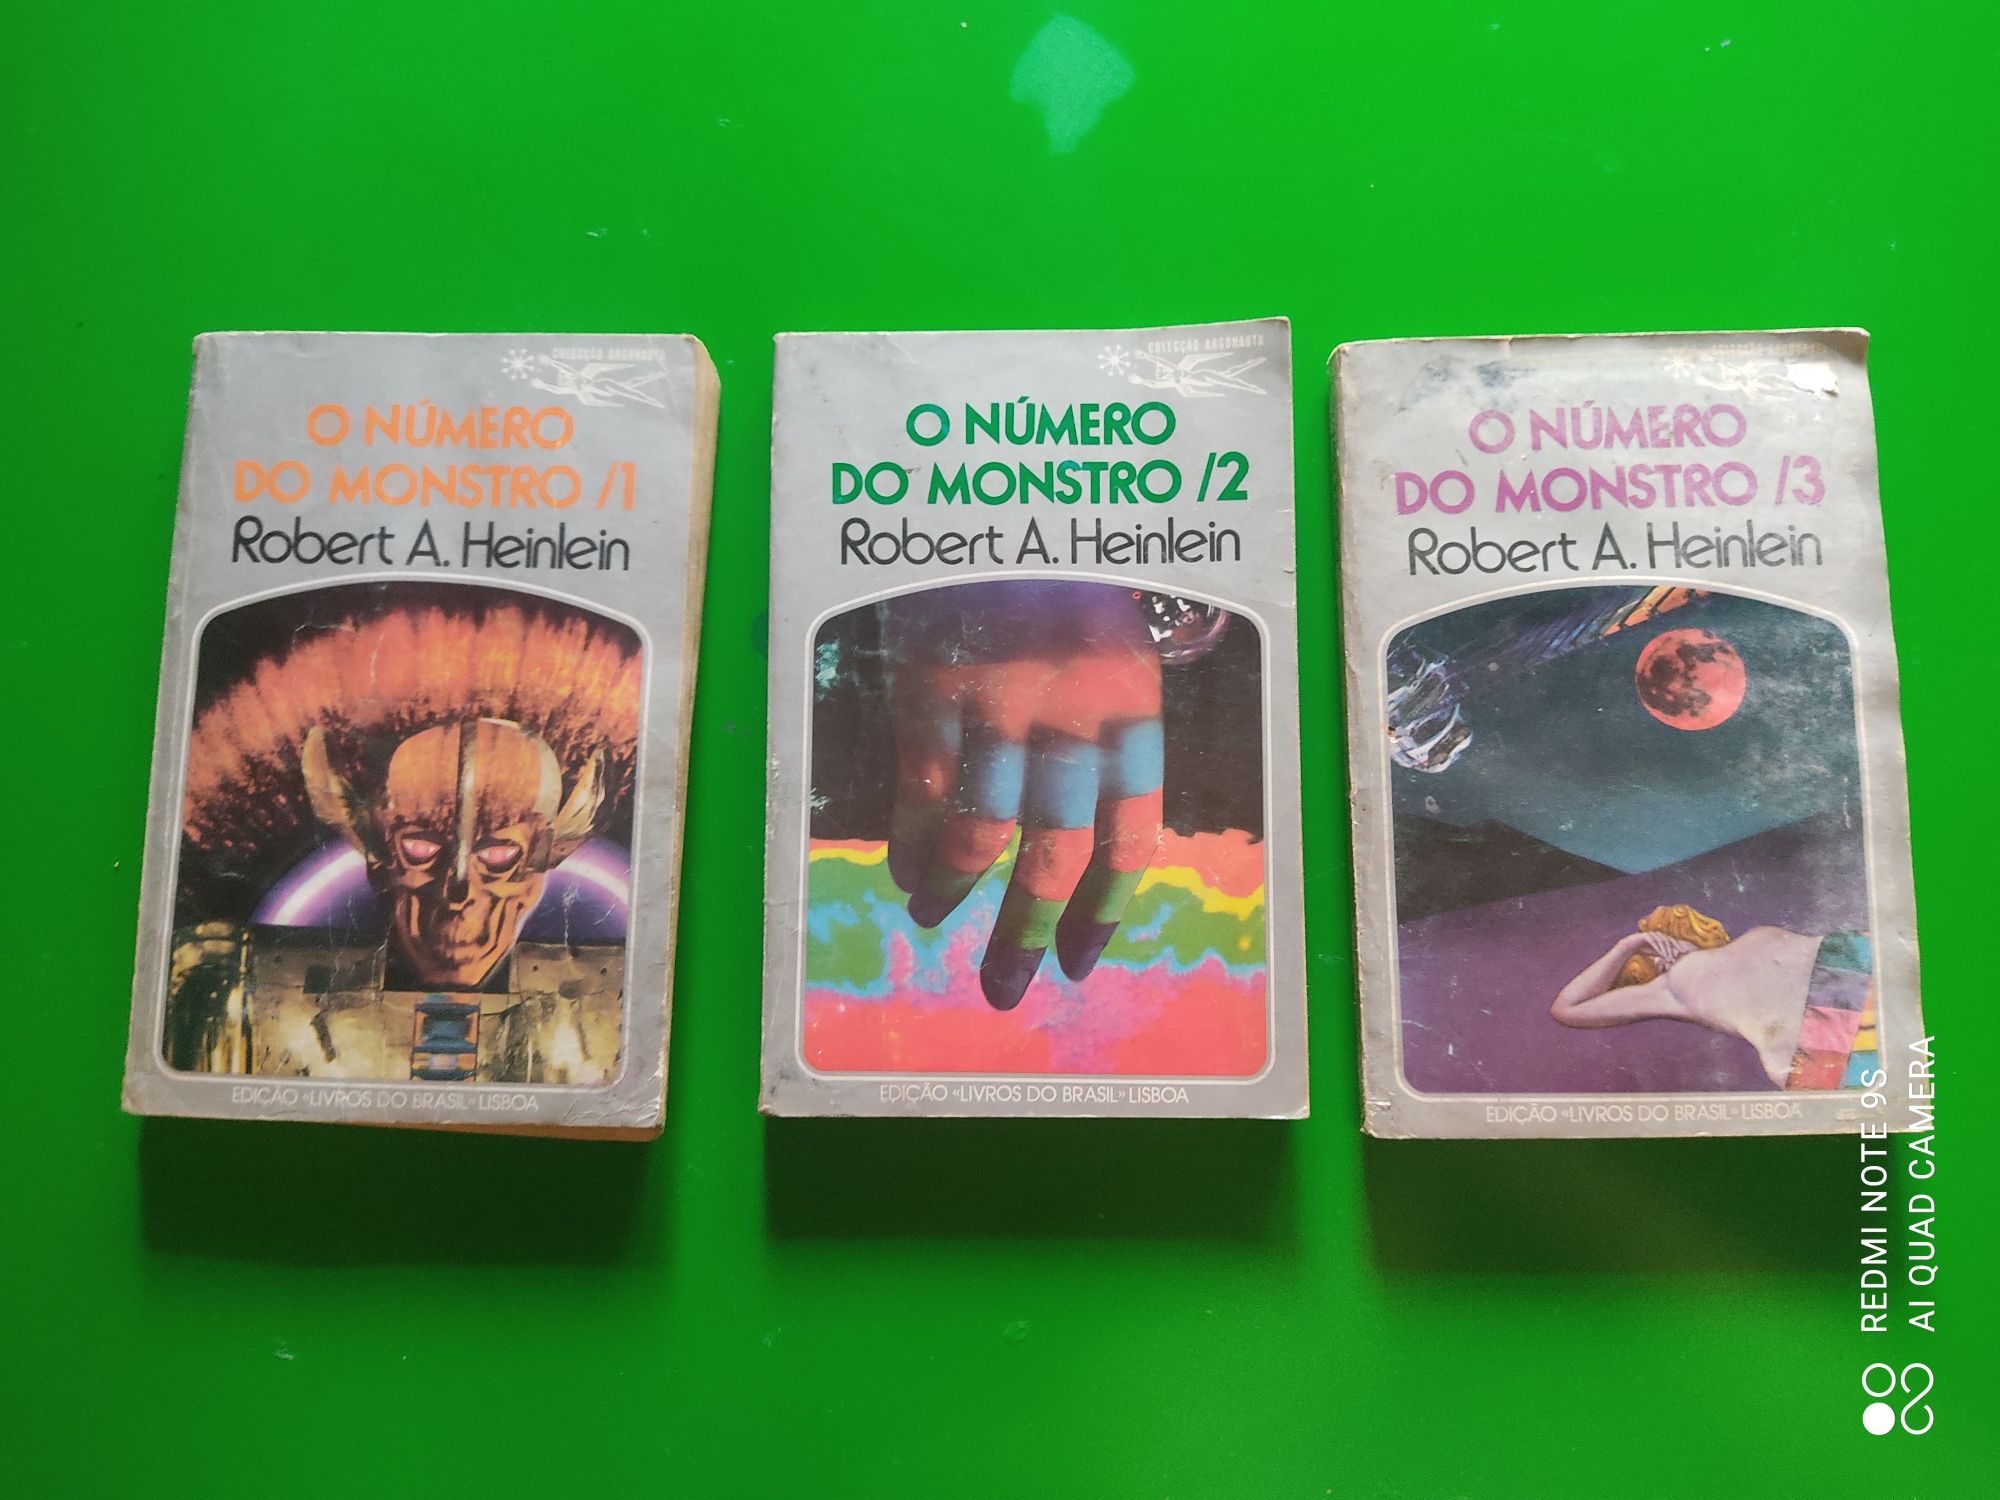 COLECÇÃO ARGONAUTA
O NÚMERO
DO MONSTRO /1
Robert A. Heinlein
EDIÇÃO «LIVROS DO BRASIL» LISBOA
COLECÇÃO ARGONAUTA
O NÚMERO
DO MONSTRO /2
Robert A. Heinlein
EDIÇÃO «LIVROS DO BRASIL» LISBOA
COLECÇÃO ARGONAUTA
O NÚMERO
DO MONSTRO /3
Robert A. Heinlein
EDIÇÃO «LIVROS DO BRASIL» LISBOA
REDMI NOTE 9S
AI QUAD CAMERA